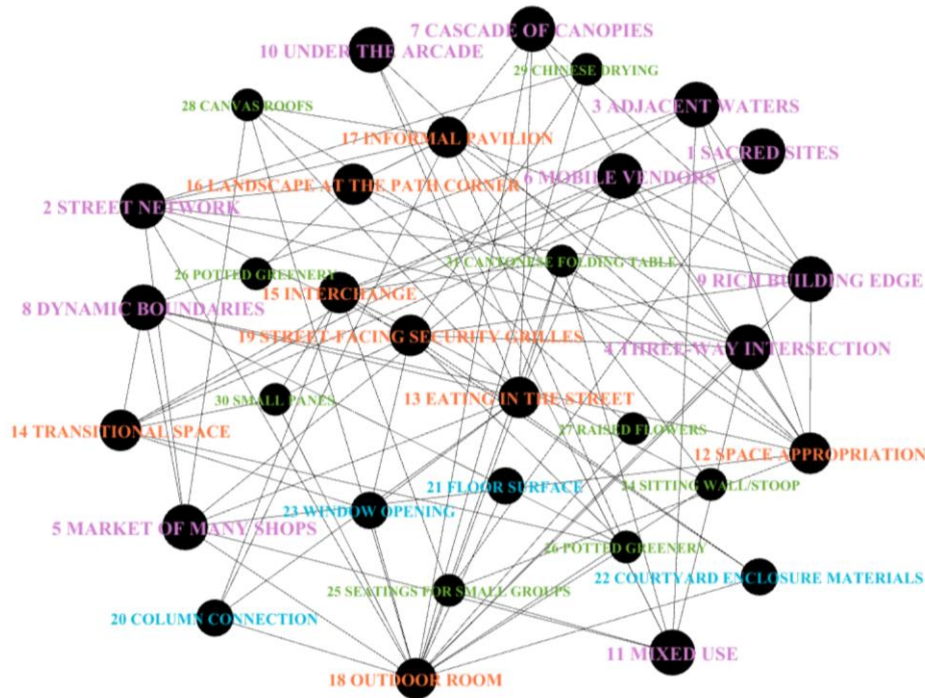 7 CASCADE OF CANOPIES
10 UNDER THE ARCADE
29 CHINESE DRYING
28 CANVAS ROOFS
3 ADJACENT WATERS
17 INFORMAL PAVILION
1 SACRED SITES
16 LANDSCAPE AT THE PATH CORNER
6 MOBILE VENDORS
2 STREET NETWORK
31 CANTONESE FOLDING TABLE
26 POTTED GREENERY
9 RICH BUILDING EDGE
15 INTERCHANGE
8 DYNAMIC BOUNDARIES
19 STREET-FACING SECURITY GRILLES
4 THREE-WAY INTERSECTION
30 SMALL PANES
13 EATING IN THE STREET
14 TRANSITIONAL SPACE
27 RAISED FLOWERS
12 SPACE APPROPRIATION
21 FLOOR SURFACE
24 SITTING WALL/STOOP
23 WINDOW OPENING
5 MARKET OF MANY SHOPS
26 POTTED GREENERY
22 COURTYARD ENCLOSURE MATERIALS
25 SEATINGS FOR SMALL GROUPS
20 COLUMN CONNECTION
11 MIXED USE
18 OUTDOOR ROOM